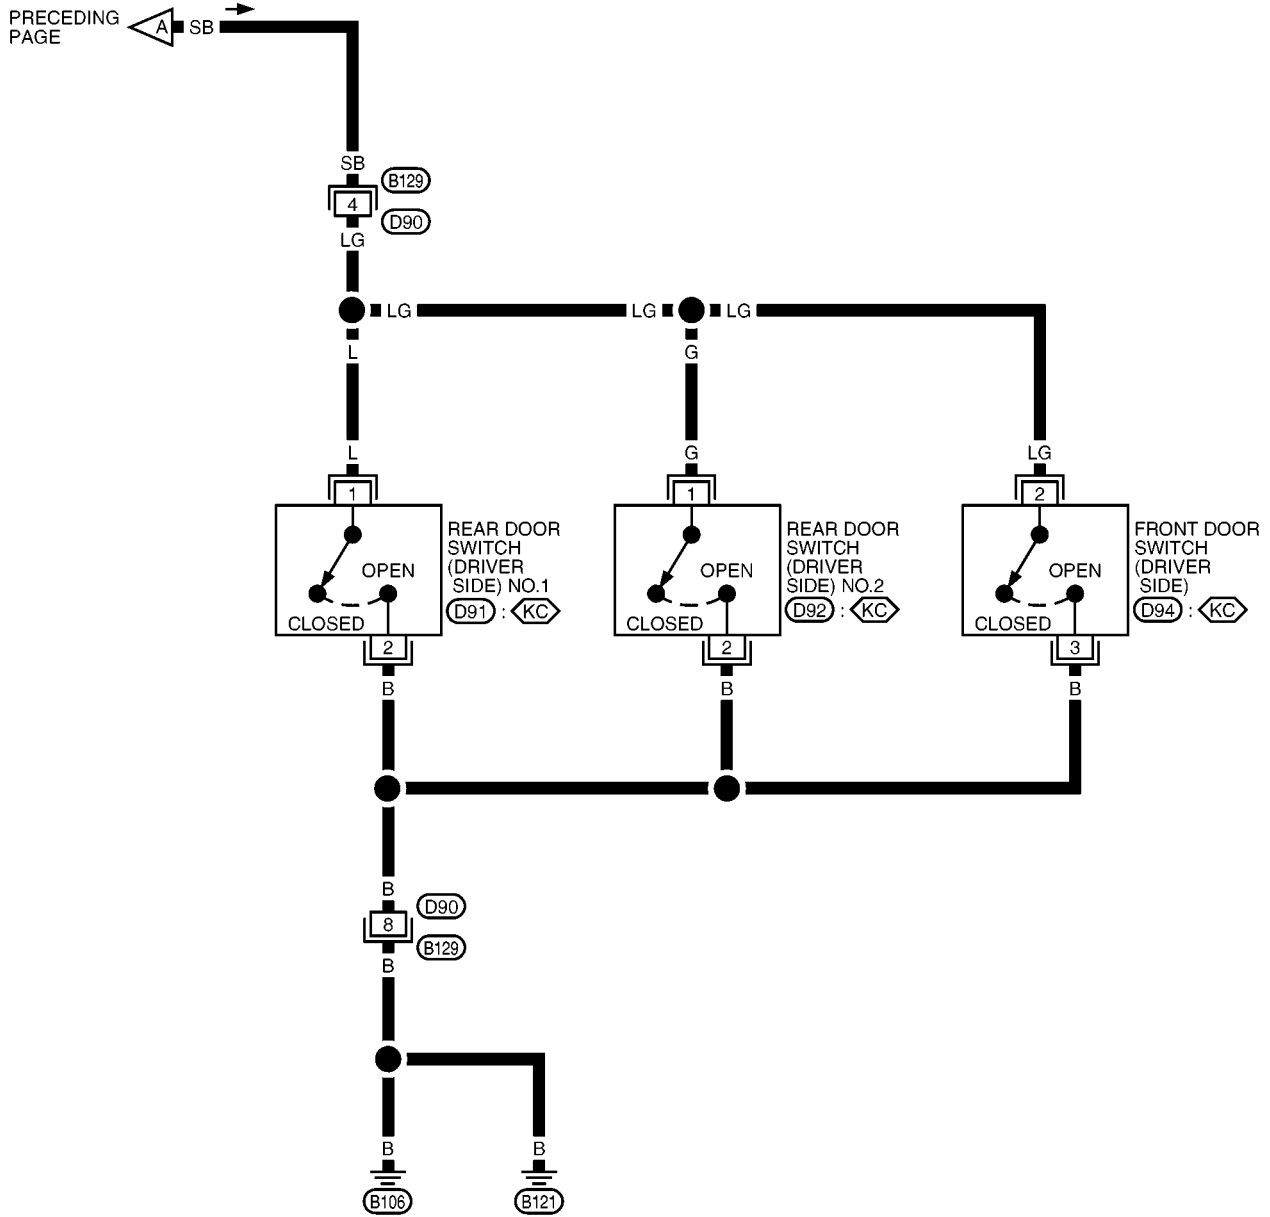 PRECEDING
PAGE
A
SB
SB
B129
4
D90
LG
LG
LG
LG
L
G
L
G
LG
1
1
2
REAR DOOR
SWITCH
(DRIVER
SIDE) NO.1
D91 : KC
OPEN
CLOSED
REAR DOOR
SWITCH
(DRIVER
SIDE) NO.2
D92 : KC
OPEN
CLOSED
FRONT DOOR
SWITCH
(DRIVER
SIDE)
D94 : KC
OPEN
CLOSED
2
2
3
B
B
B
B
D90
8
B129
B
B
B
B106
B121